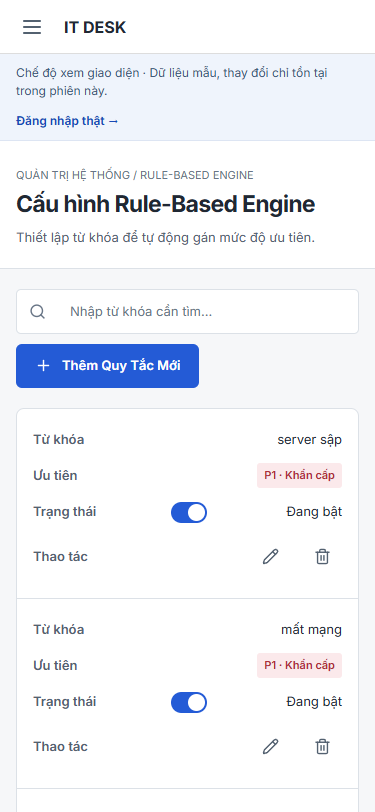 IT DESK
Chế độ xem giao diện · Dữ liệu mẫu, thay đổi chỉ tồn tại
trong phiên này.
Đăng nhập thật →
QUẢN TRỊ HỆ THỐNG / RULE-BASED ENGINE
Cấu hình Rule-Based Engine
Thiết lập từ khóa để tự động gán mức độ ưu tiên.
Nhập từ khóa cần tìm...
Thêm Quy Tắc Mới
Từ khóa server sập
Ưu tiên P1 · Khẩn cấp
Trạng thái Đang bật
Thao tác
Từ khóa mất mạng
Ưu tiên P1 · Khẩn cấp
Trạng thái Đang bật
Thao tác